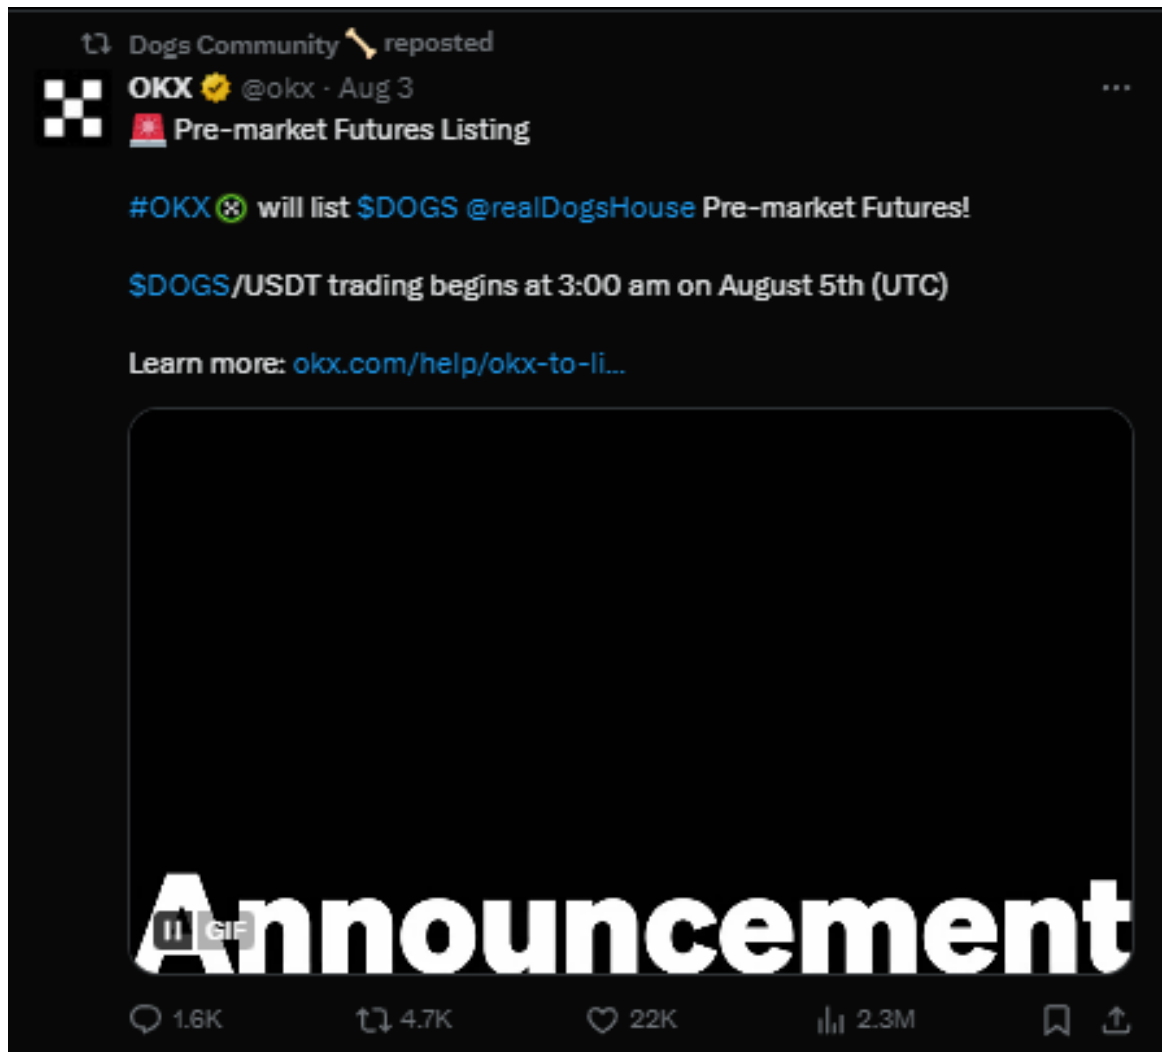 Dogs Community 🦴 reposted
OKX @okx · Aug 3
🚨 Pre-market Futures Listing
#OKX will list $DOGS @realDogsHouse Pre-market Futures!
$DOGS/USDT trading begins at 3:00 am on August 5th (UTC)
Learn more: okx.com/help/okx-to-li...
Announcement
GIF
1.6K 4.7K 22K 2.3M